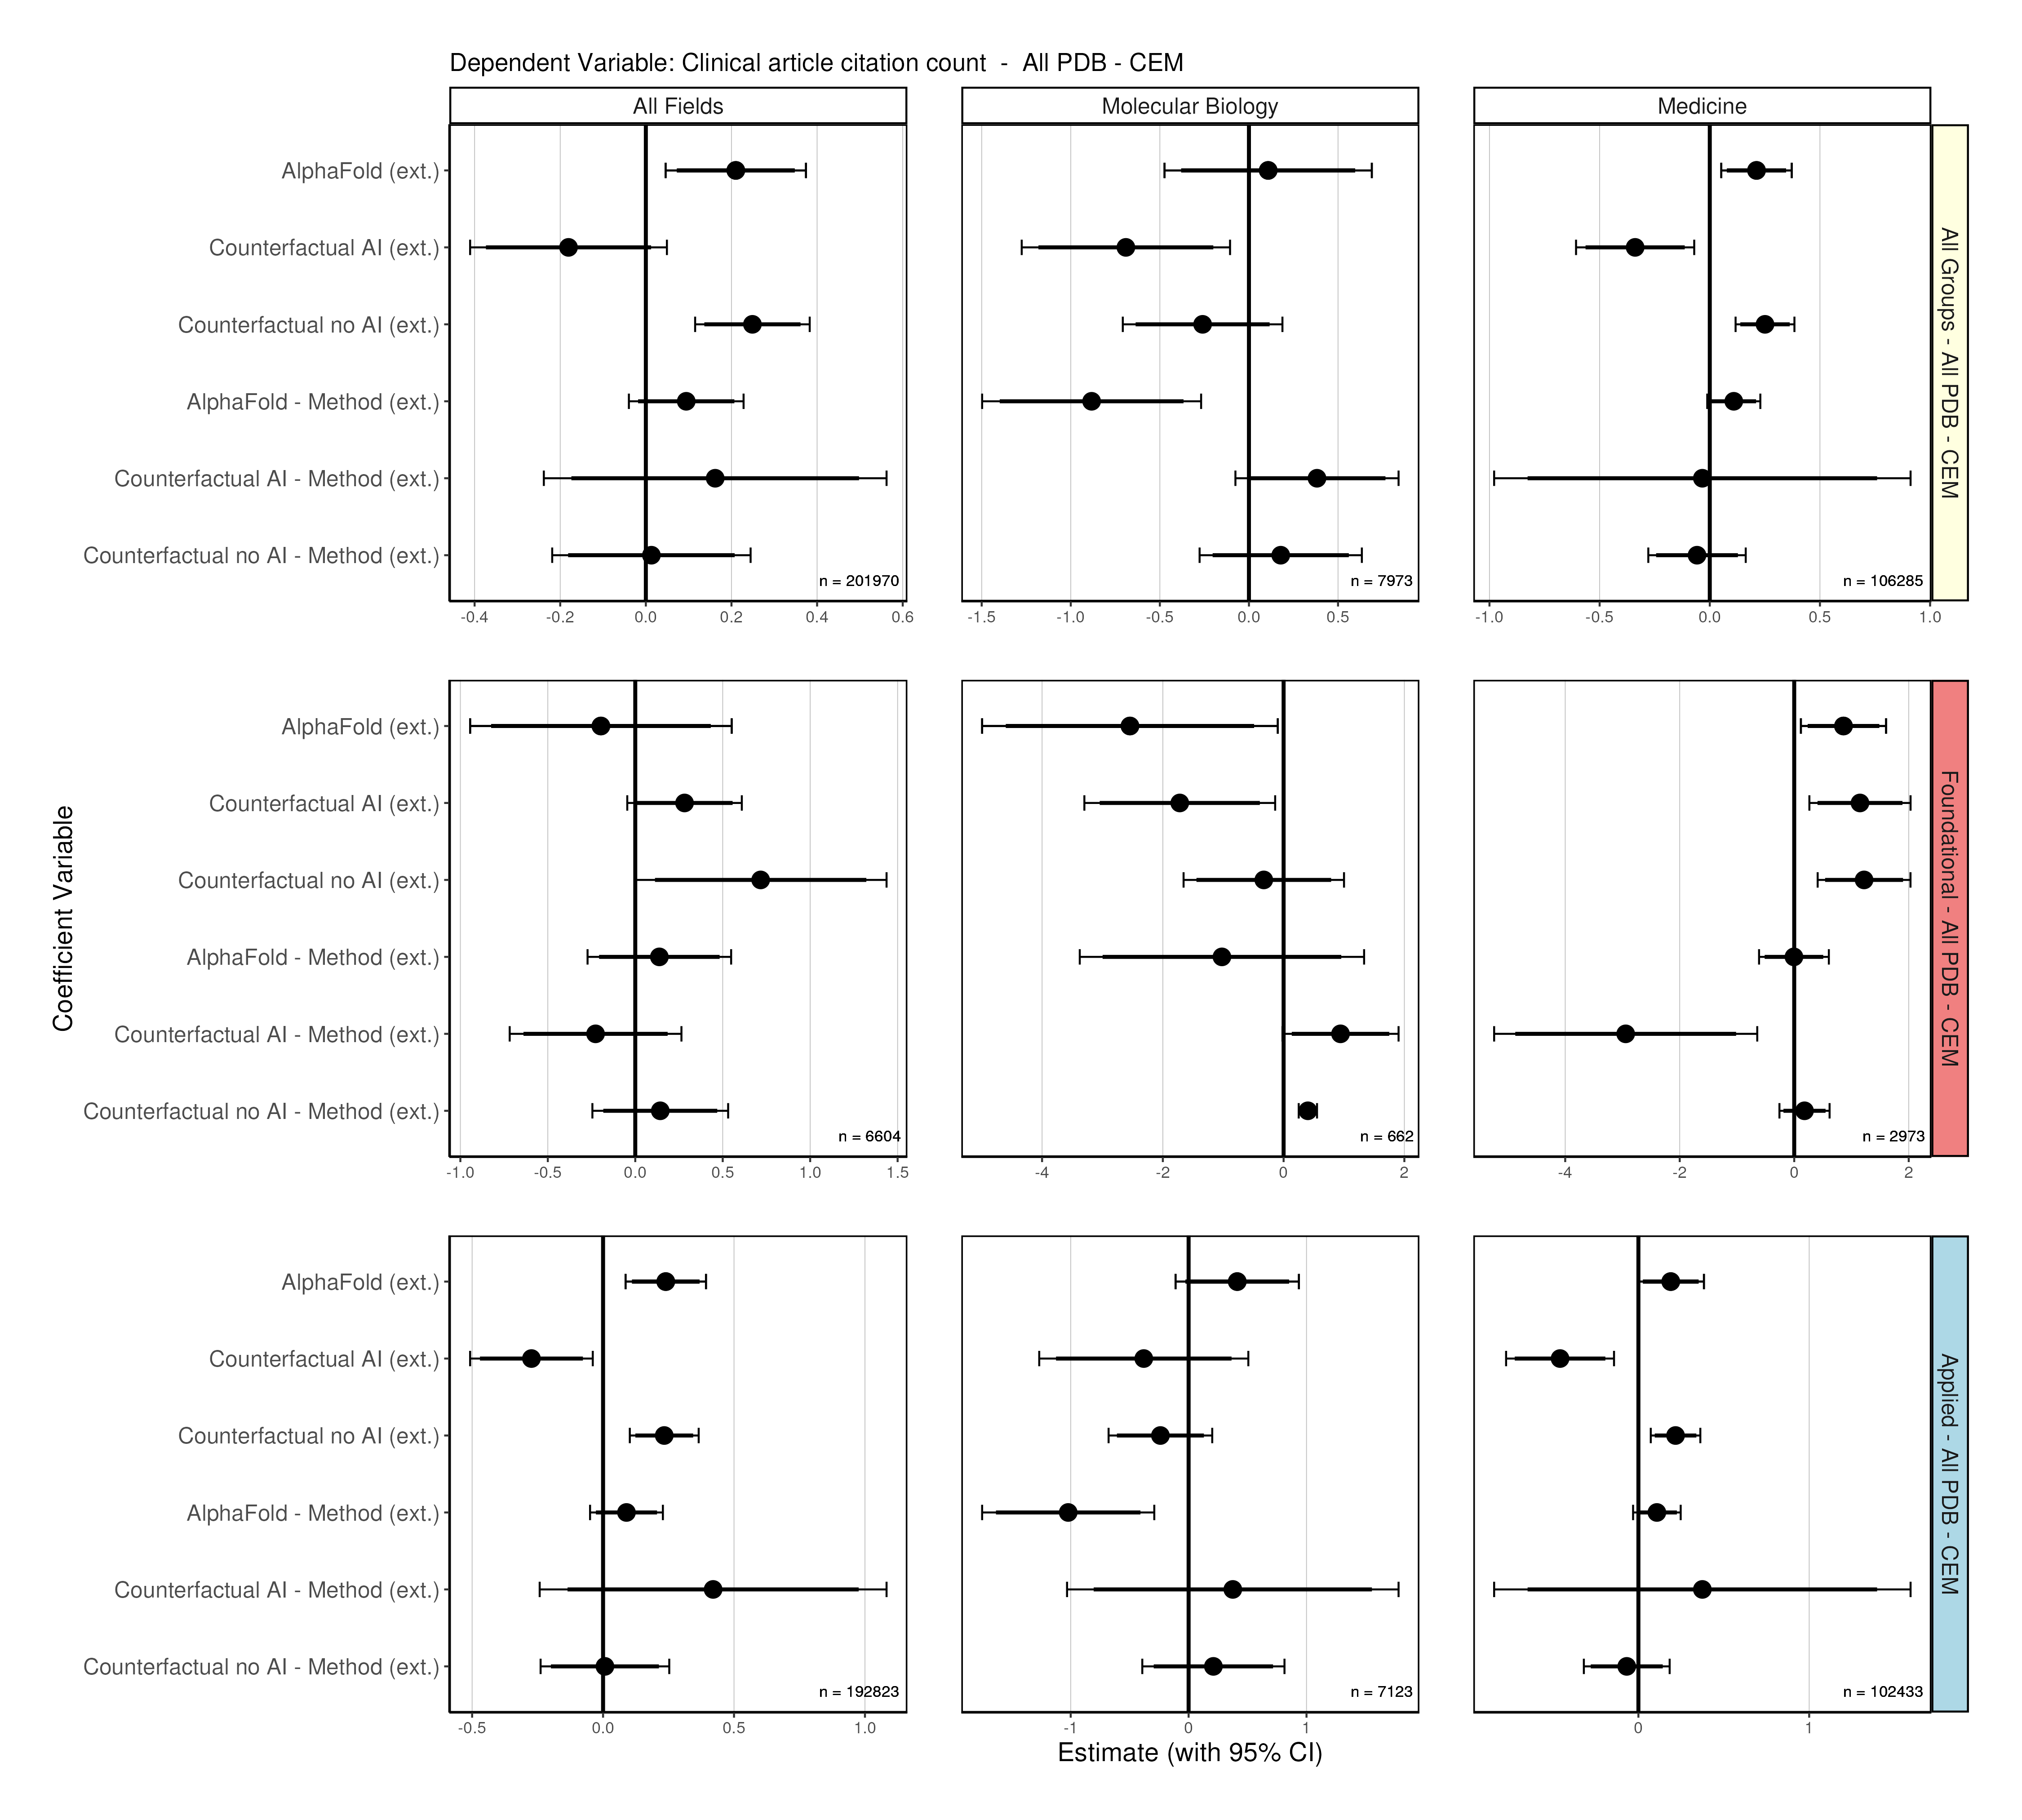 Dependent Variable: Clinical article citation count - All PDB - CEM
All Fields
Molecular Biology
Medicine
AlphaFold (ext.)
Counterfactual AI (ext.)
Counterfactual no AI (ext.)
AlphaFold - Method (ext.)
Counterfactual AI - Method (ext.)
Counterfactual no AI - Method (ext.)
n = 201970
n = 7973
n = 106285
All Groups - All PDB - CEM
-0.4 -0.2 0.0 0.2 0.4 0.6
-1.5 -1.0 -0.5 0.0 0.5
-1.0 -0.5 0.0 0.5 1.0
Coefficient Variable
AlphaFold (ext.)
Counterfactual AI (ext.)
Counterfactual no AI (ext.)
AlphaFold - Method (ext.)
Counterfactual AI - Method (ext.)
Counterfactual no AI - Method (ext.)
n = 6604
n = 662
n = 2973
Foundational - All PDB - CEM
-1.0 -0.5 0.0 0.5 1.0 1.5
-4 -2 0 2
-4 -2 0 2
AlphaFold (ext.)
Counterfactual AI (ext.)
Counterfactual no AI (ext.)
AlphaFold - Method (ext.)
Counterfactual AI - Method (ext.)
Counterfactual no AI - Method (ext.)
n = 192823
n = 7123
n = 102433
Applied - All PDB - CEM
-0.5 0.0 0.5 1.0
-1 0 1
0 1
Estimate (with 95% CI)